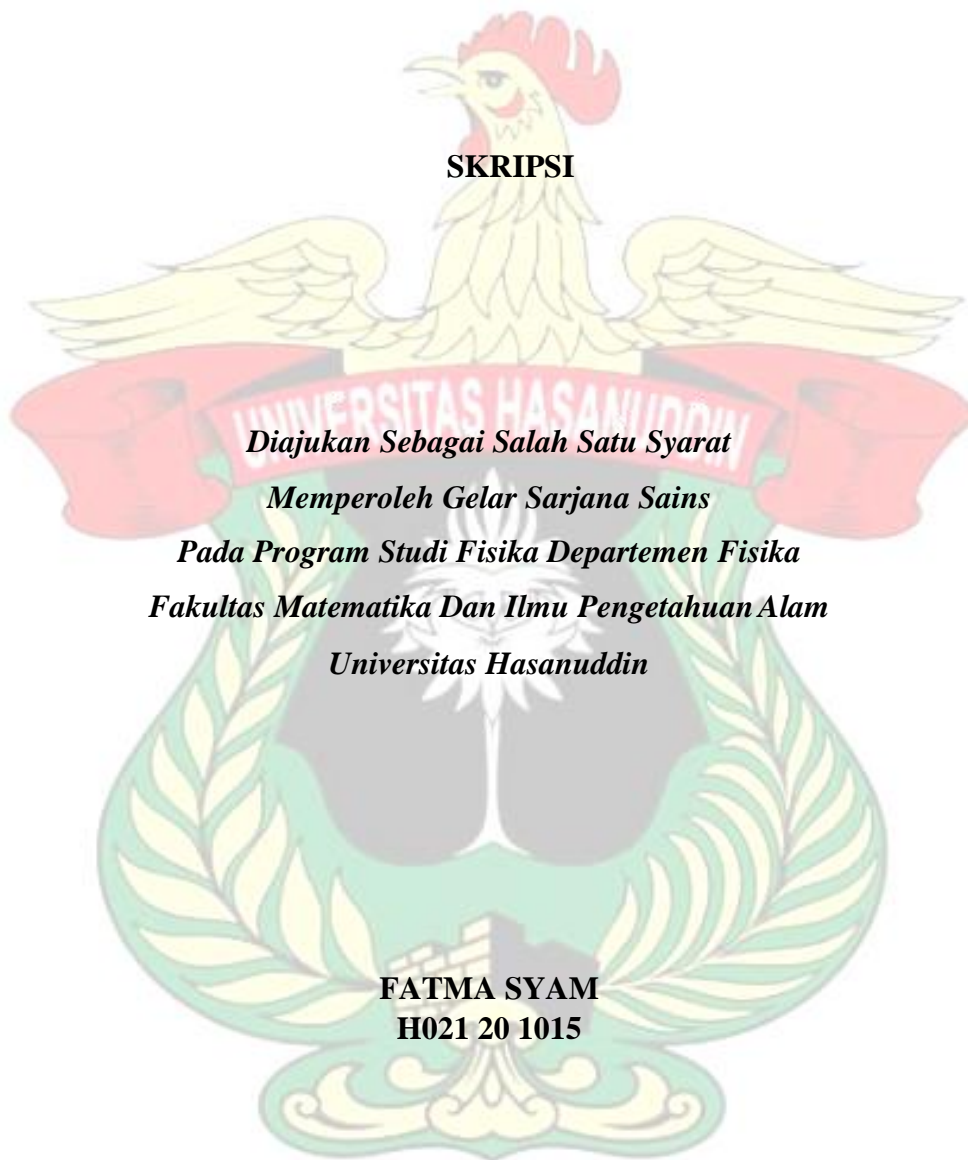 SKRIPSI
UNIVERSITAS HASANUDDIN
Diajukan Sebagai Salah Satu Syarat
Memperoleh Gelar Sarjana Sains
Pada Program Studi Fisika Departemen Fisika
Fakultas Matematika Dan Ilmu Pengetahuan Alam
Universitas Hasanuddin
FATMA SYAM
H021 20 1015